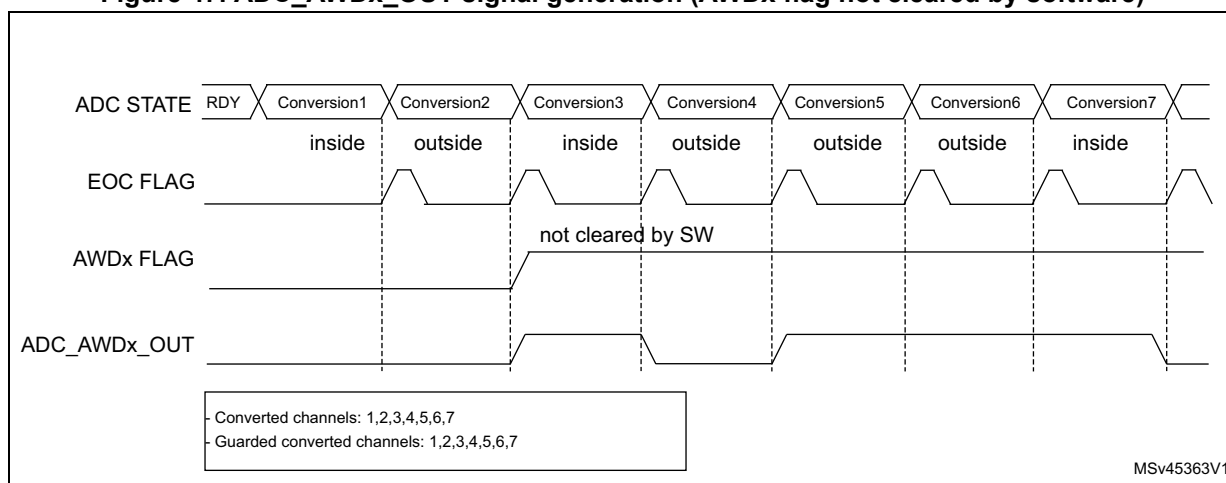 Figure 174. ADC_AWDx_OUT signal generation (AWDx flag not cleared by software)
ADC STATE RDY Conversion1 Conversion2 Conversion3 Conversion4 Conversion5 Conversion6 Conversion7
inside outside inside outside outside outside inside
EOC FLAG
not cleared by SW
AWDx FLAG
ADC_AWDx_OUT
- Converted channels: 1,2,3,4,5,6,7
- Guarded converted channels: 1,2,3,4,5,6,7
MSv45363V1